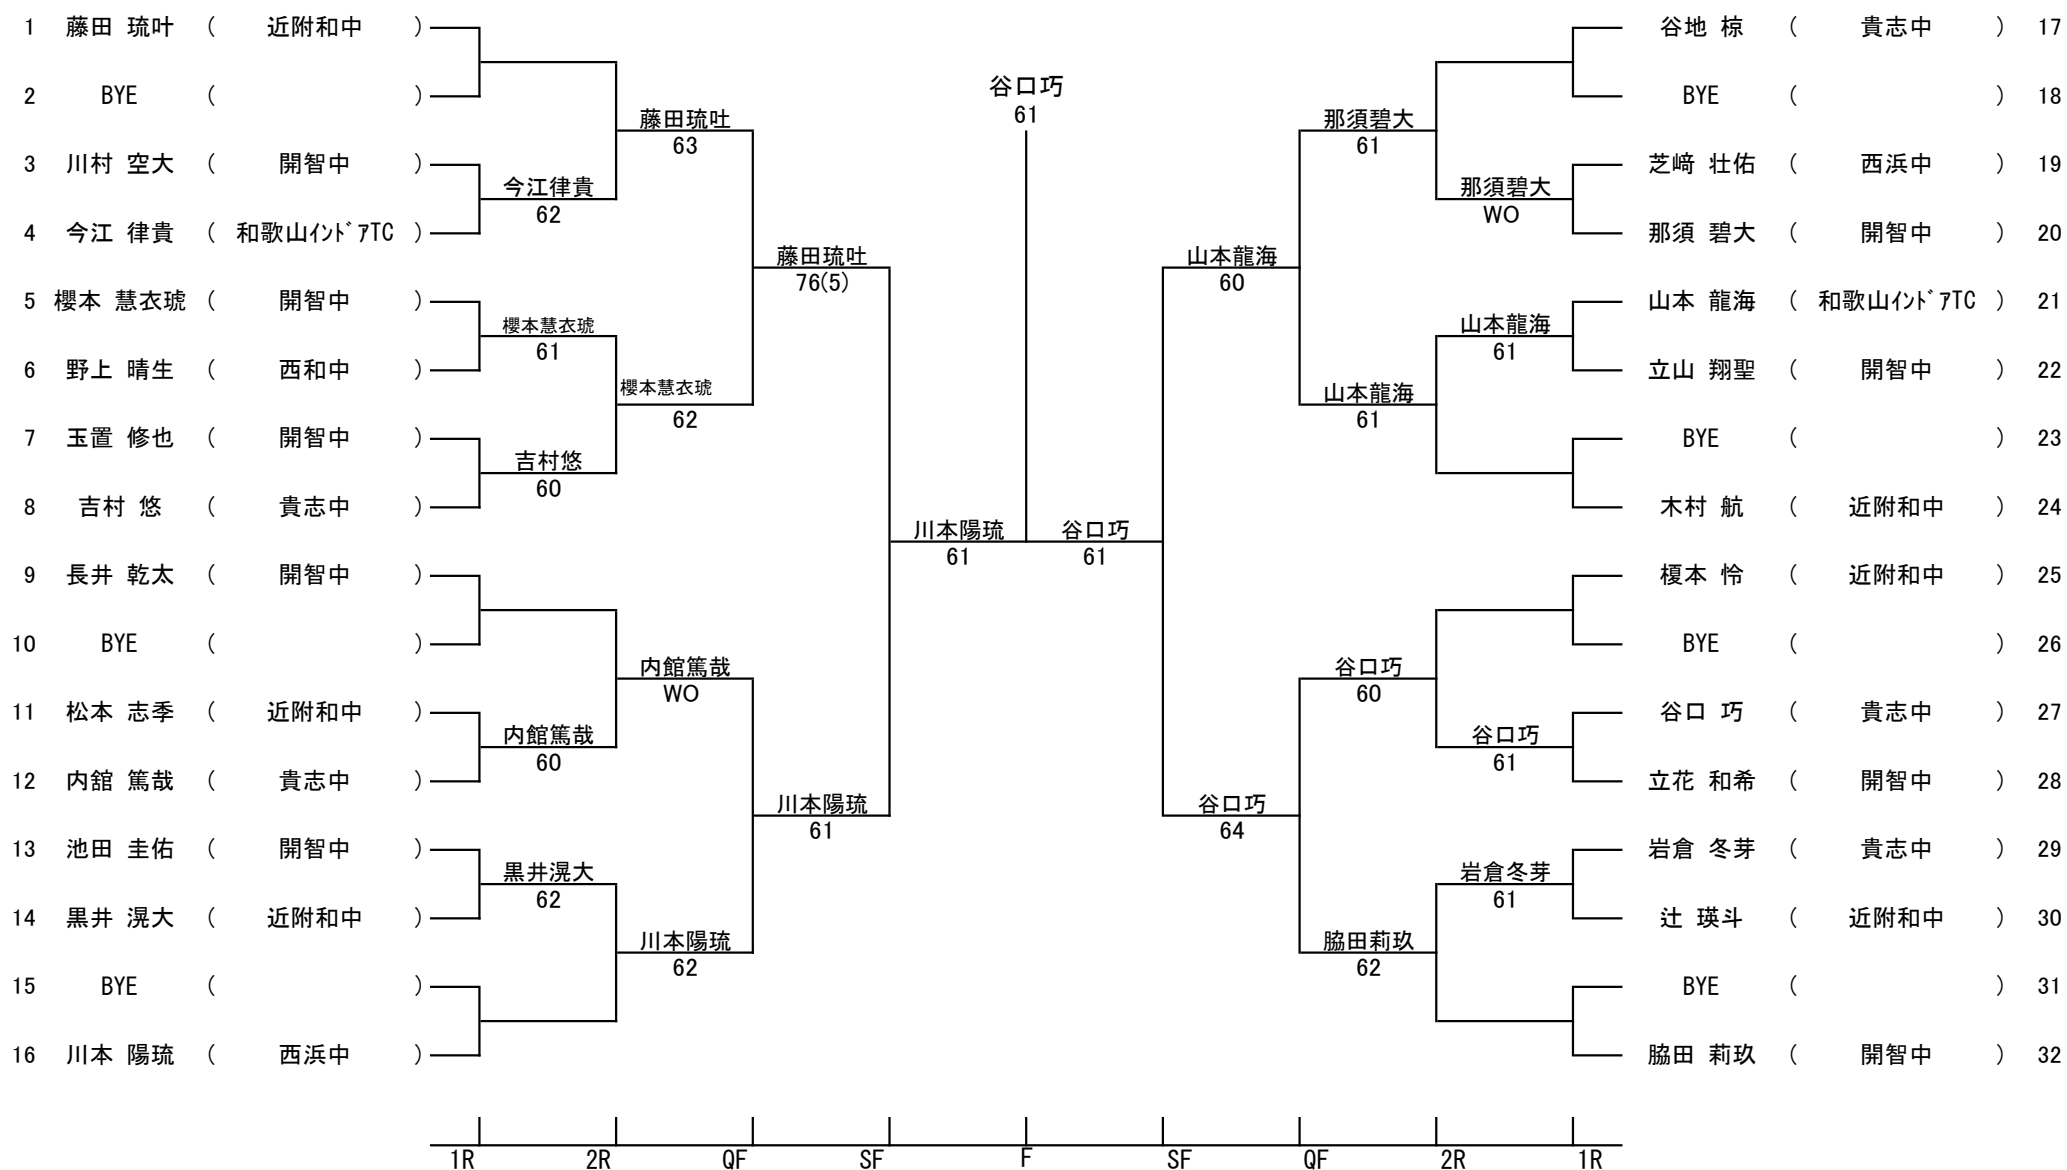 1 藤田 琉叶 ( 近附和中 )
2 BYE ( )
3 川村 空大 ( 開智中 )
4 今江 律貴 ( 和歌山ｲﾝﾄﾞｱTC )
5 櫻本 慧衣琥 ( 開智中 )
6 野上 晴生 ( 西和中 )
7 玉置 修也 ( 開智中 )
8 吉村 悠 ( 貴志中 )
9 長井 乾太 ( 開智中 )
10 BYE ( )
11 松本 志季 ( 近附和中 )
12 内舘 篤哉 ( 貴志中 )
13 池田 圭佑 ( 開智中 )
14 黒井 滉大 ( 近附和中 )
15 BYE ( )
16 川本 陽琉 ( 西浜中 )
今江律貴
62
櫻本慧衣琥
61
吉村悠
60
内館篤哉
60
黒井滉大
62
藤田琉吐
63
櫻本慧衣琥
62
内館篤哉
WO
川本陽琉
62
藤田琉吐
76(5)
川本陽琉
61
川本陽琉
61
谷口巧
61
谷口巧
61
山本龍海
60
谷口巧
64
那須碧大
61
山本龍海
61
谷口巧
60
脇田莉玖
62
那須碧大
WO
山本龍海
61
谷口巧
61
岩倉冬芽
61
谷地 椋 ( 貴志中 ) 17
BYE ( ) 18
芝﨑 壮佑 ( 西浜中 ) 19
那須 碧大 ( 開智中 ) 20
山本 龍海 ( 和歌山ｲﾝﾄﾞｱTC ) 21
立山 翔聖 ( 開智中 ) 22
BYE ( ) 23
木村 航 ( 近附和中 ) 24
榎本 怜 ( 近附和中 ) 25
BYE ( ) 26
谷口 巧 ( 貴志中 ) 27
立花 和希 ( 開智中 ) 28
岩倉 冬芽 ( 貴志中 ) 29
辻 瑛斗 ( 近附和中 ) 30
BYE ( ) 31
脇田 莉玖 ( 開智中 ) 32
1R 2R QF SF F SF QF 2R 1R